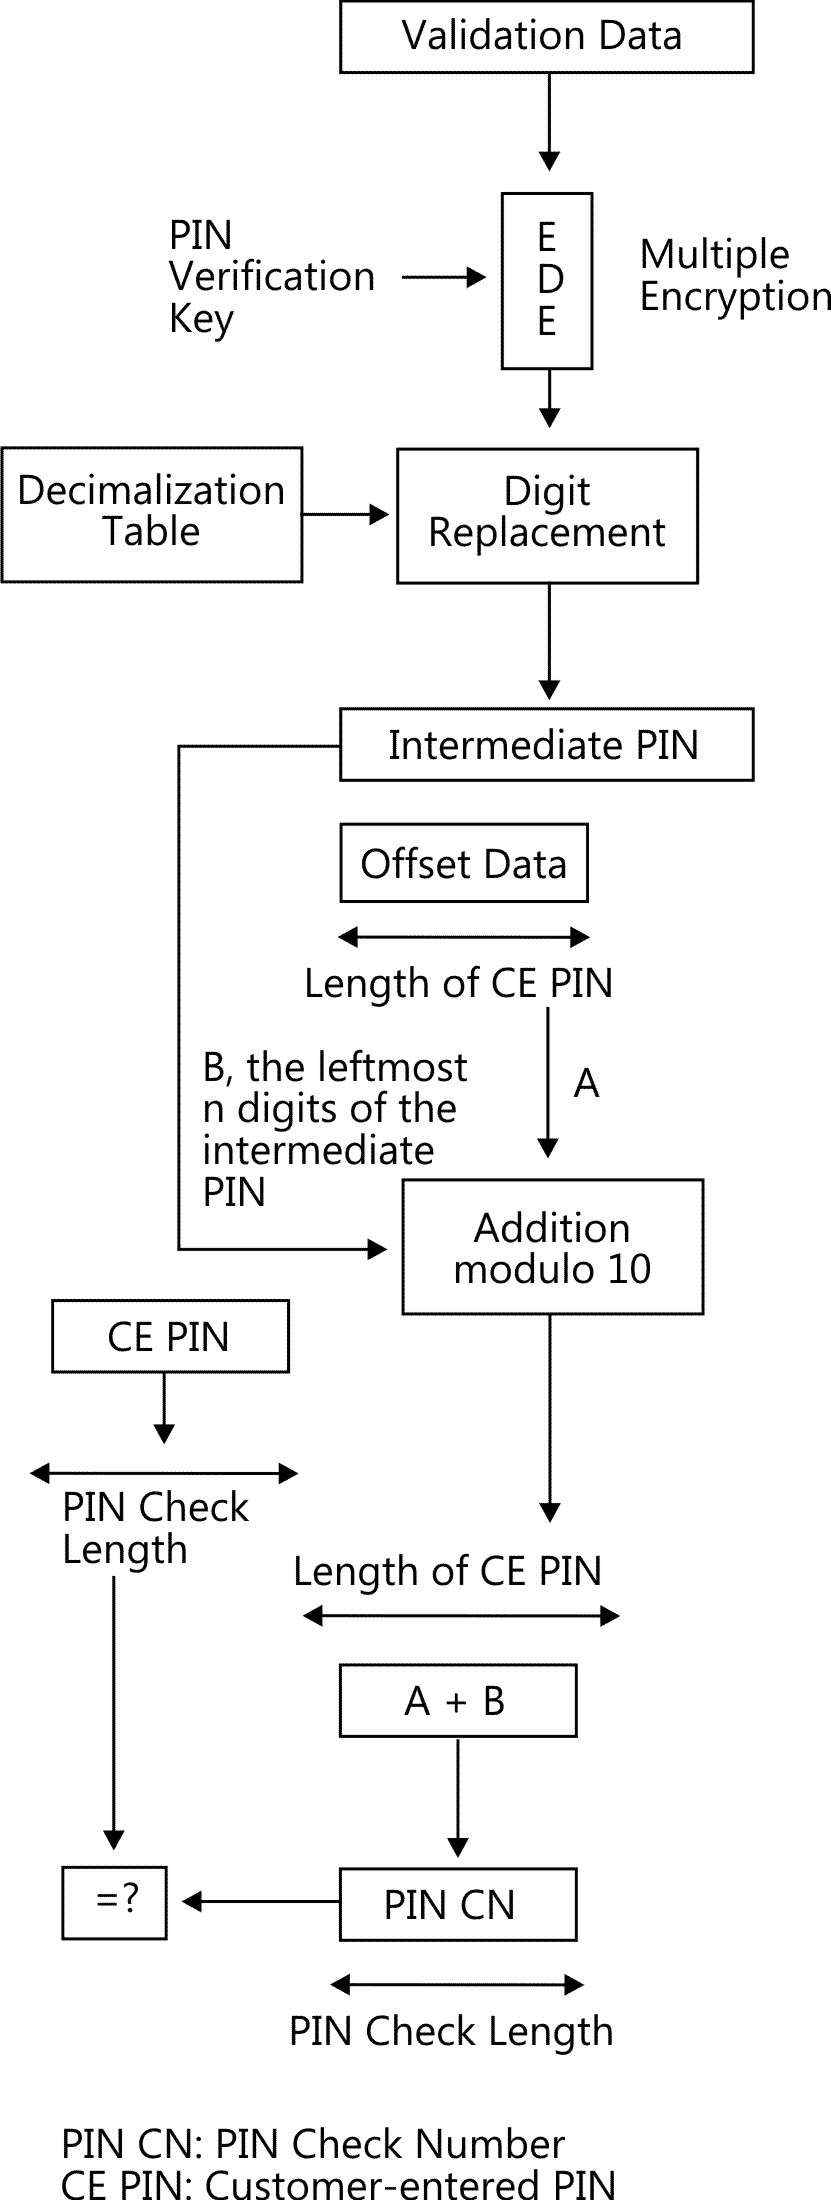 Validation Data
PIN
Verification
Key
E
D
E
Multiple
Encryption
Decimalization
Table
Digit
Replacement
Intermediate PIN
Offset Data
Length of CE PIN
B, the leftmost
n digits of the
intermediate
PIN
A
Addition
modulo 10
CE PIN
PIN Check
Length
Length of CE PIN
A + B
=?
PIN CN
PIN Check Length
PIN CN: PIN Check Number
CE PIN: Customer-entered PIN